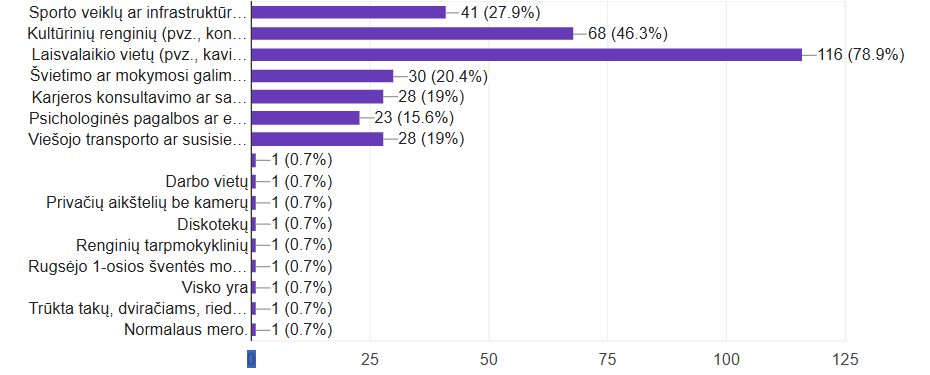 Sporto veiklų ar infrastruktūr…
41 (27.9%)
Kultūrinių renginių (pvz., kon…
68 (46.3%)
Laisvalaikio vietų (pvz., kavi…
116 (78.9%)
Švietimo ar mokymosi galim…
30 (20.4%)
Karjeros konsultavimo ar sa…
28 (19%)
Psichologinės pagalbos ar e…
23 (15.6%)
Viešojo transporto ar susisie…
28 (19%)
1 (0.7%)
Darbo vietų
1 (0.7%)
Privačių aikštelių be kamerų
1 (0.7%)
Diskotekų
1 (0.7%)
Renginių tarpmokyklinių
1 (0.7%)
Rugsėjo 1-osios šventės mo…
1 (0.7%)
Visko yra
1 (0.7%)
Trūkta takų, dviračiams, ried…
1 (0.7%)
Normalaus mero.
1 (0.7%)
0 25 50 75 100 125